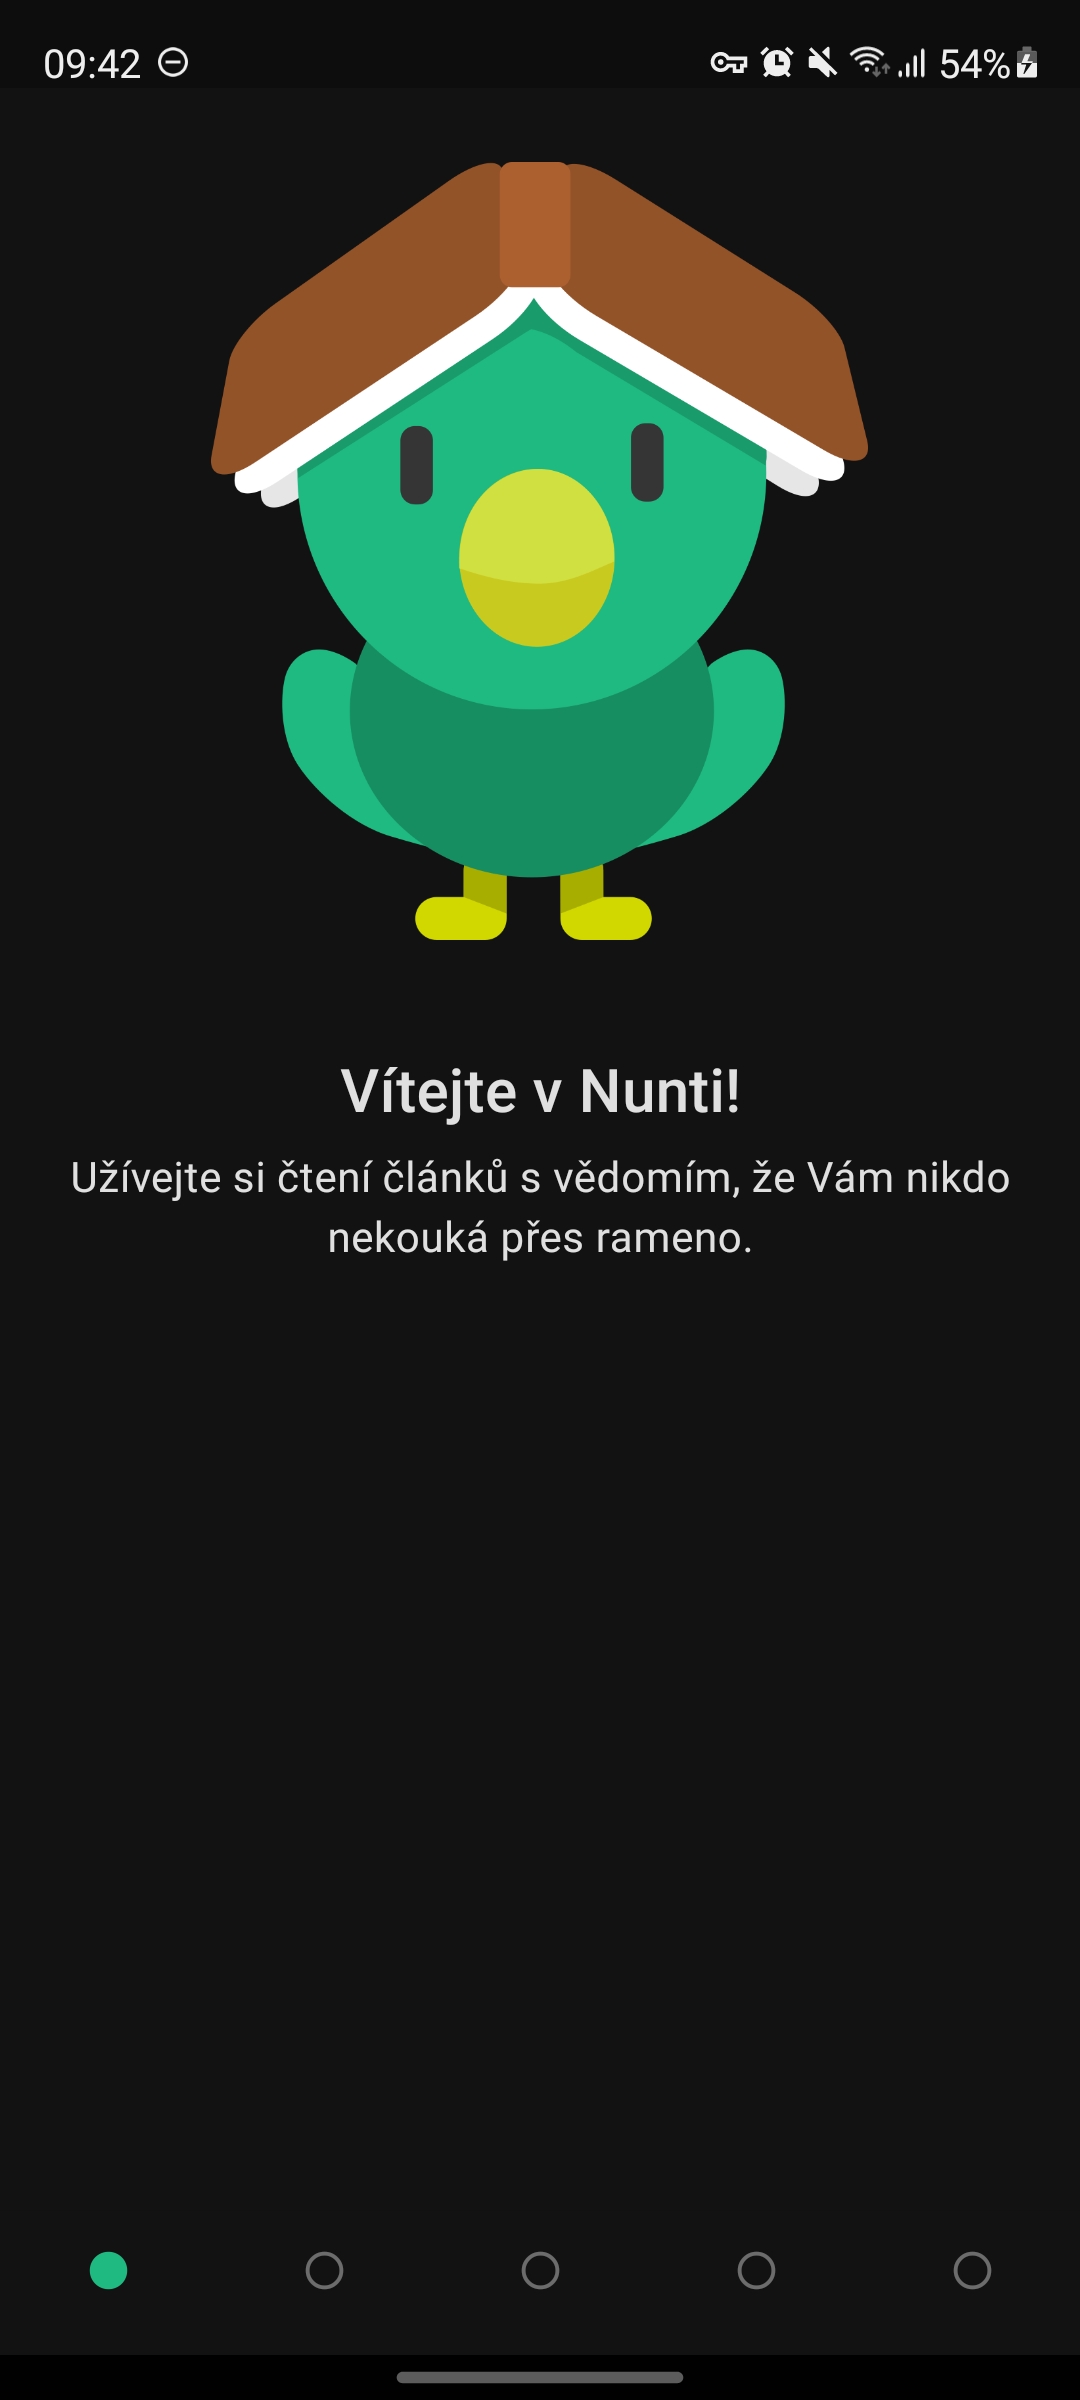 09:42
54%
Vítejte v Nunti!
Užívejte si čtení článků s vědomím, že Vám nikdo
nekouká přes rameno.